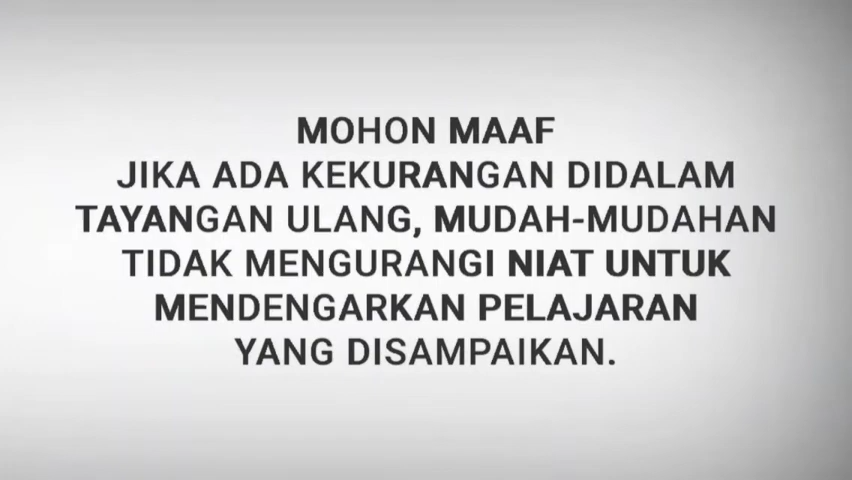 MOHON MAAF
JIKA ADA KEKURANGAN DIDALAM
TAYANGAN ULANG, MUDAH-MUDAHAN
TIDAK MENGURANGI NIAT UNTUK
MENDENGARKAN PELAJARAN
YANG DISAMPAIKAN.